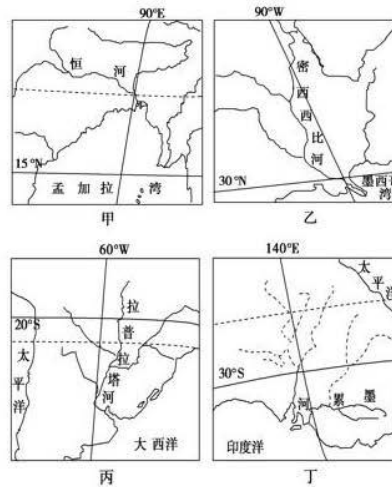 90°E
恒河
15°N
孟加拉湾
甲
90°W
密西西比河
30°N
墨西
湾
乙
60°W
拉普拉塔河
20°S
太平洋
大西洋
丙
140°E
太平洋
30°S
墨累河
印度洋
丁